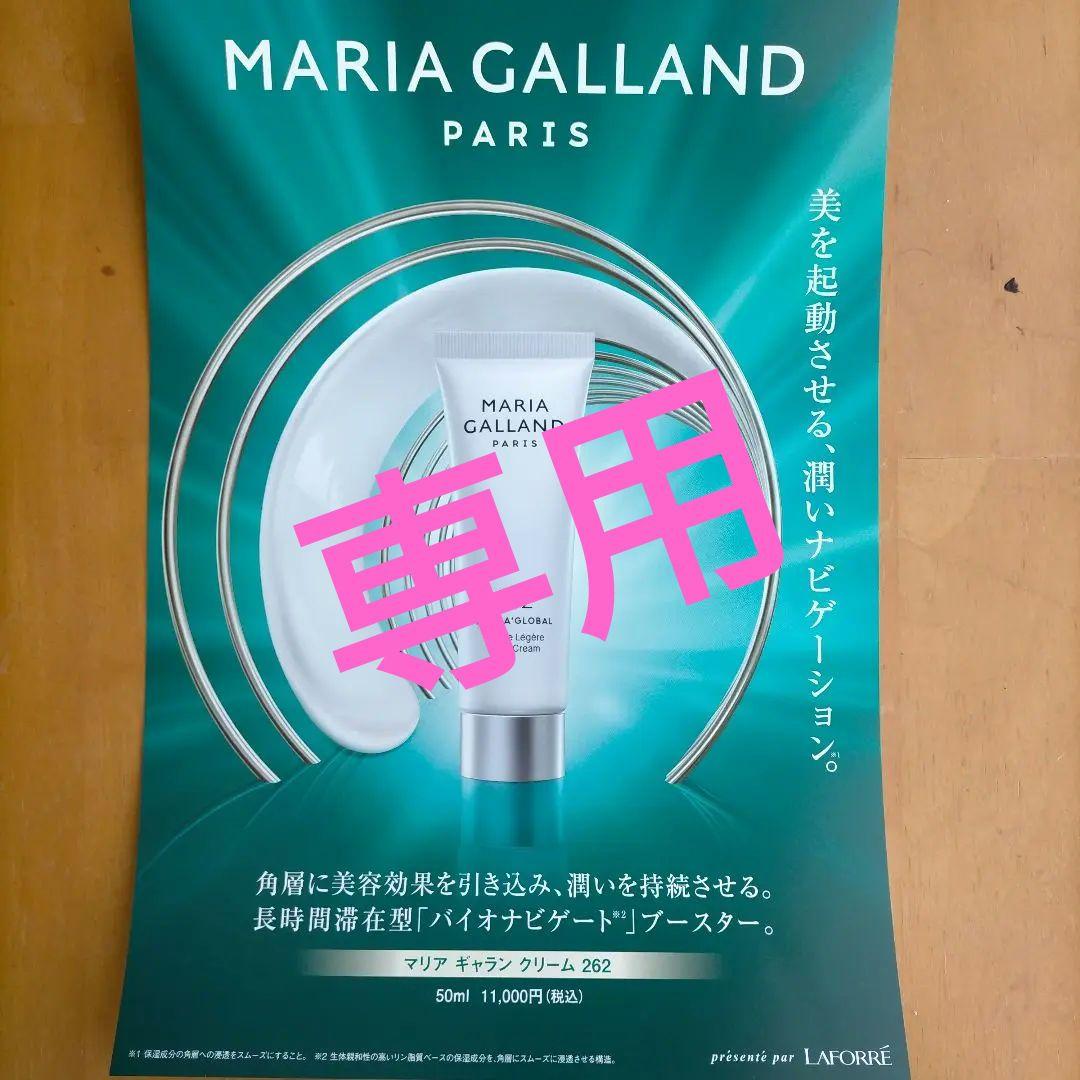 MARIA GALLAND
PARIS
美を起動させる、潤いナビゲーション。※1
MARIA
GALLAND
PARIS
専用
A'GLOBAL
Légère
Cream
角層に美容効果を引き込み、潤いを持続させる。
長時間滞在型「バイオナビゲート※2」ブースター。
マリア ギャラン クリーム 262
50ml 11,000円(税込)
※1 保湿成分の角層への浸透をスムーズにすること。 ※2 生体親和性の高いリン脂質ベースの保湿成分を、角層にスムーズに浸透させる構造。
présenté par LAFORRÉ